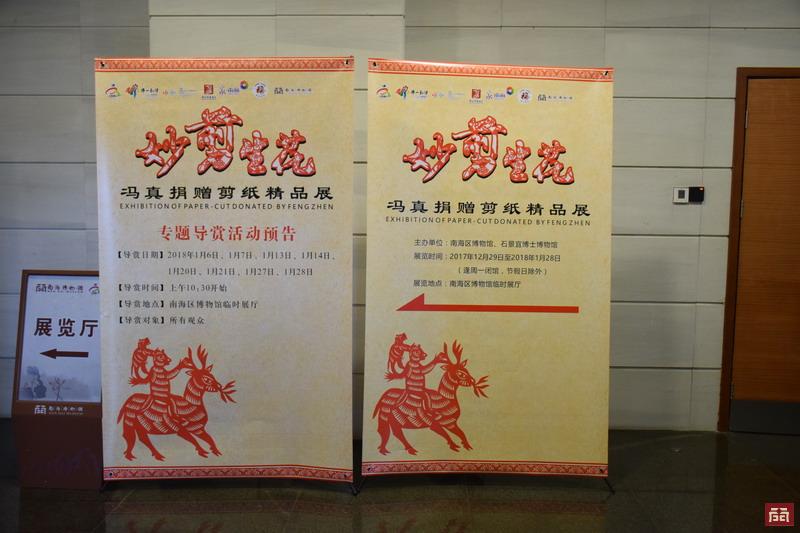 妙剪生花
冯真捐赠剪纸精品展
EXHIBITION OF PAPER-CUT DONATED BY FENG ZHEN
专题导赏活动预告
【导赏日期】2018年1月6日、1月7日、1月13日、1月14日、
1月20日、1月21日、1月27日、1月28日
【导赏时间】上午10:30开始
【导赏地点】南海区博物馆临时展厅
【导赏对象】所有观众
妙剪生花
冯真捐赠剪纸精品展
EXHIBITION OF PAPER-CUT DONATED BY FENG ZHEN
主办单位：南海区博物馆、石景宜博士博物馆
展览时间：2017年12月29日至2018年1月28日
（逢周一闭馆，节假日除外）
展览地点：南海区博物馆临时展厅
南海博物馆
展览厅
南海博物馆